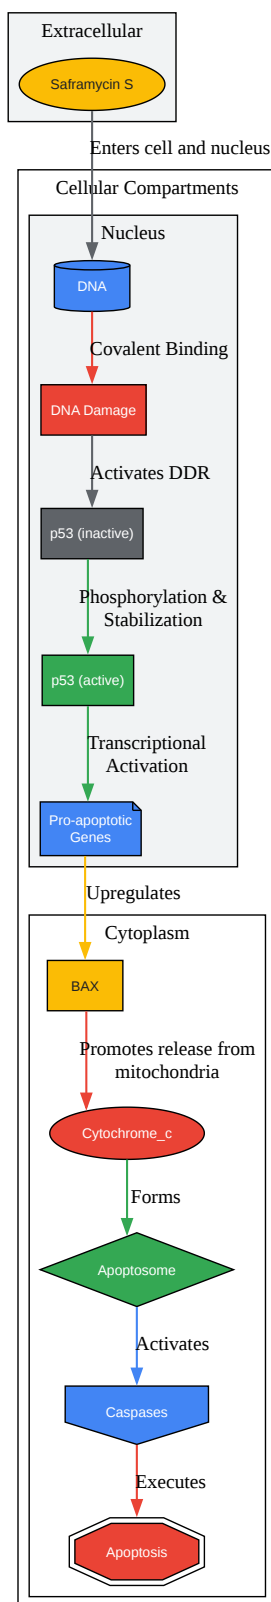 Extracellular
Saframycin S
Enters cell and nucleus
Cellular Compartments
Nucleus
DNA
Covalent Binding
DNA Damage
Activates DDR
p53 (inactive)
Phosphorylation &
Stabilization
p53 (active)
Transcriptional
Activation
Pro-apoptotic
Genes
Upregulates
Cytoplasm
BAX
Promotes release from
mitochondria
Cytochrome_c
Forms
Apoptosome
Activates
Caspases
Executes
Apoptosis